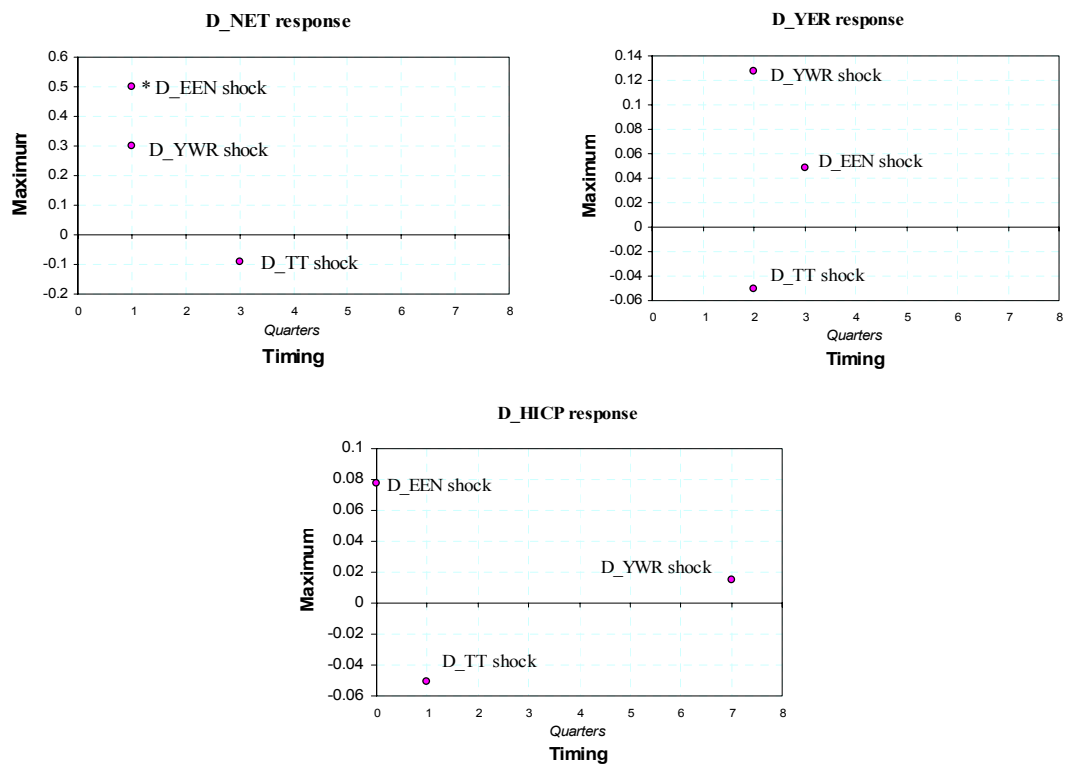 D_NET response
Maximum
0.6
0.5
0.4
0.3
0.2
0.1
0
-0.1
-0.2
* D_EEN shock
D_YWR shock
D_TT shock
0 1 2 3 4 5 6 7 8
Quarters
Timing
D_YER response
Maximum
0.14
0.12
0.1
0.08
0.06
0.04
0.02
0
-0.02
-0.04
-0.06
D_YWR shock
D_EEN shock
D_TT shock
0 1 2 3 4 5 6 7 8
Quarters
Timing
D_HICP response
Maximum
0.1
0.08
0.06
0.04
0.02
0
-0.02
-0.04
-0.06
D_EEN shock
D_YWR shock
D_TT shock
0 1 2 3 4 5 6 7 8
Quarters
Timing